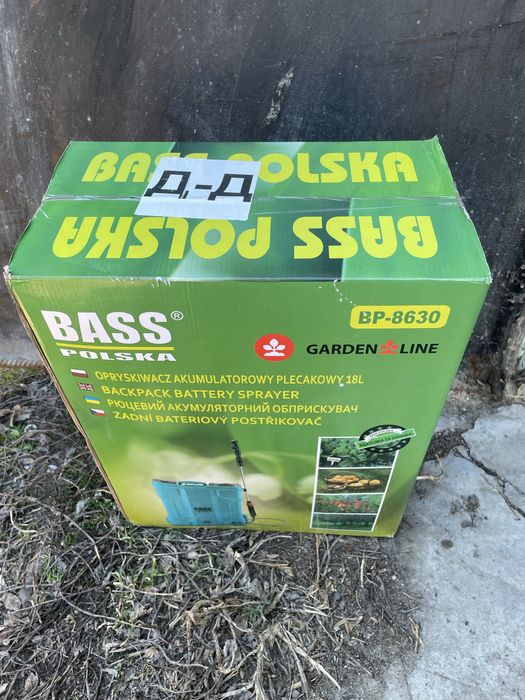 BASS POLSKA
Д-Д
BASS POLSKA
BASS®
POLSKA
BP-8630
GARDEN LINE
OPRYSKIWACZ AKUMULATOROWY PLECAKOWY 18L
BACKPACK BATTERY SPRAYER
РЮЦЕВИЙ АКУМУЛЯТОРНИЙ ОБПРИСКУВАЧ
ZADNÍ BATERIOVÝ POSTŘIKOVAČ
BASS